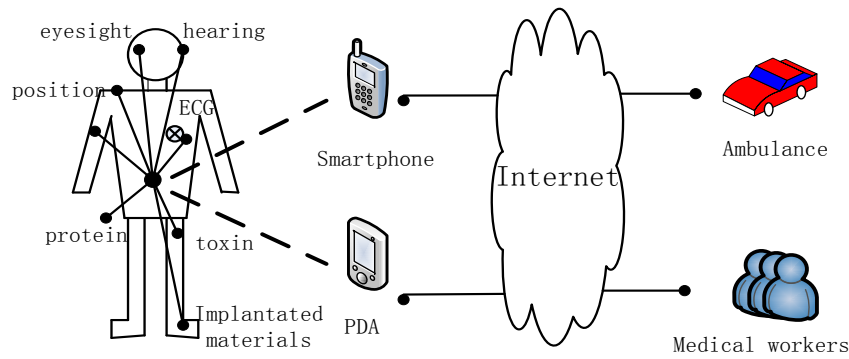 eyesight
hearing
position
ECG
Smartphone
Ambulance
Internet
protein
toxin
Implantated
materials
PDA
Medical workers